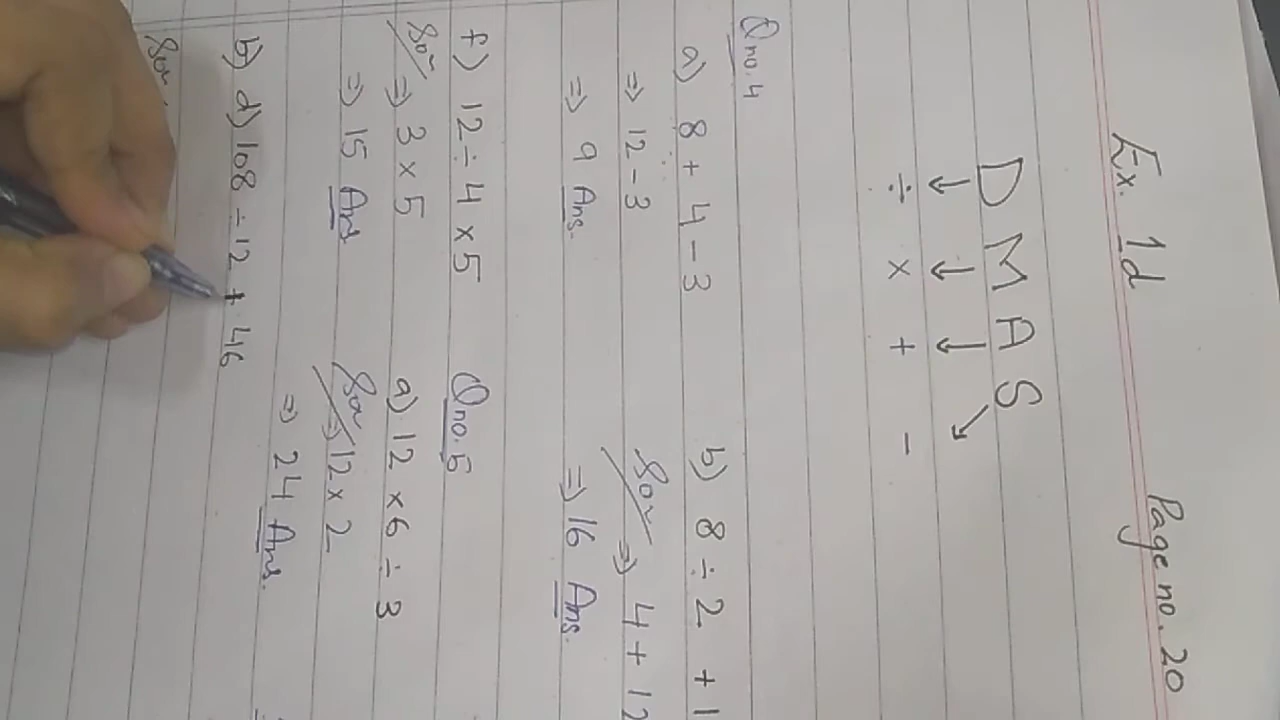 Ex. 1d Page no. 20
D M A S
↓ ↓ ↓ ↘
÷ × + -
Q no. 4
a) 8 + 4 - 3
⇒ 12 - 3
⇒ 9 Ans.
b) 8 ÷ 2 + 1
Sol ⇒ 4 + 12
⇒ 16 Ans.
f) 12 ÷ 4 × 5
Sol ⇒ 3 × 5
⇒ 15 Ans
Q no. 5
a) 12 × 6 ÷ 3
Sol ⇒ 12 × 2
⇒ 24 Ans.
b) d) 108 ÷ 12 + 46
Sol